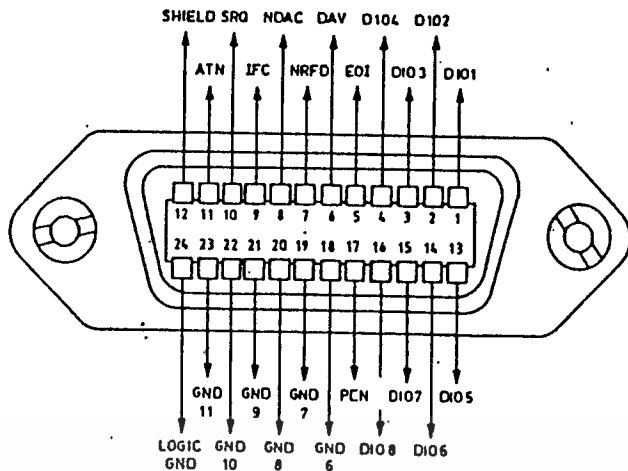 SHIELD SRQ NDAC DAV DIO4 DIO2
ATN IFC NRFD EOI DIO3 DIO1
12 11 10 9 8 7 6 5 4 3 2 1
24 23 22 21 20 19 18 17 16 15 14 13
GND GND GND PEN DIO7 DIO5
11 9 7
LOGIC GND GND GND DIO8 DIO6
GND 10 8 6